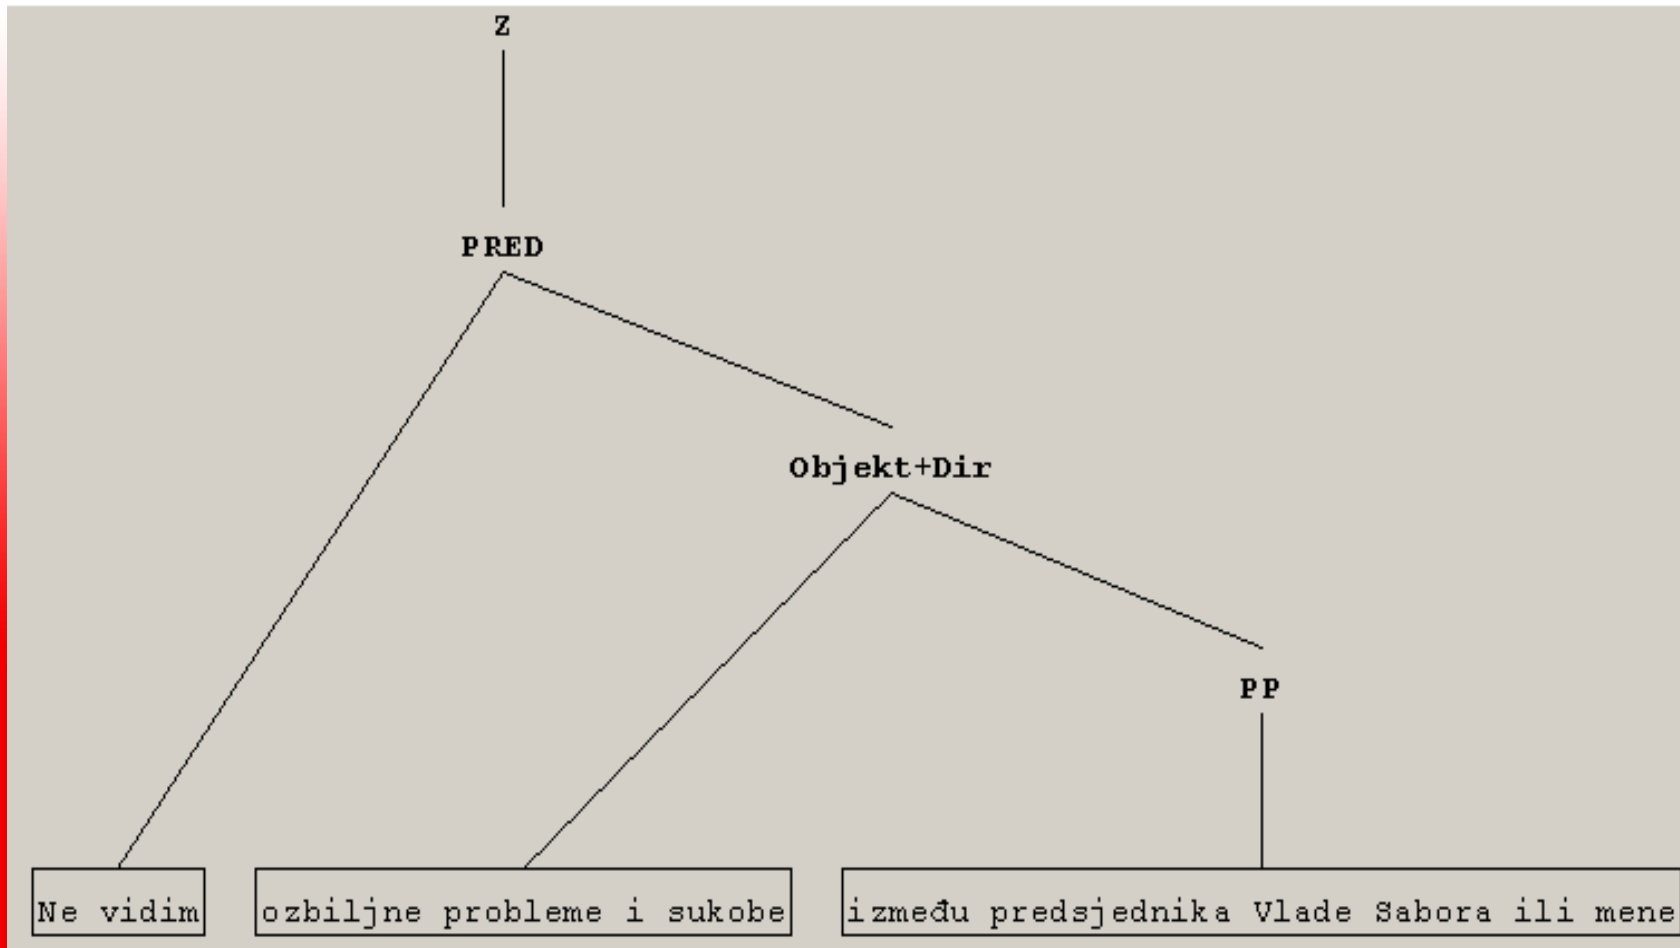 Z
PRED
Objekt+Dir
PP
Ne vidim
ozbiljne probleme i sukobe
između predsjednika Vlade Sabora ili mene